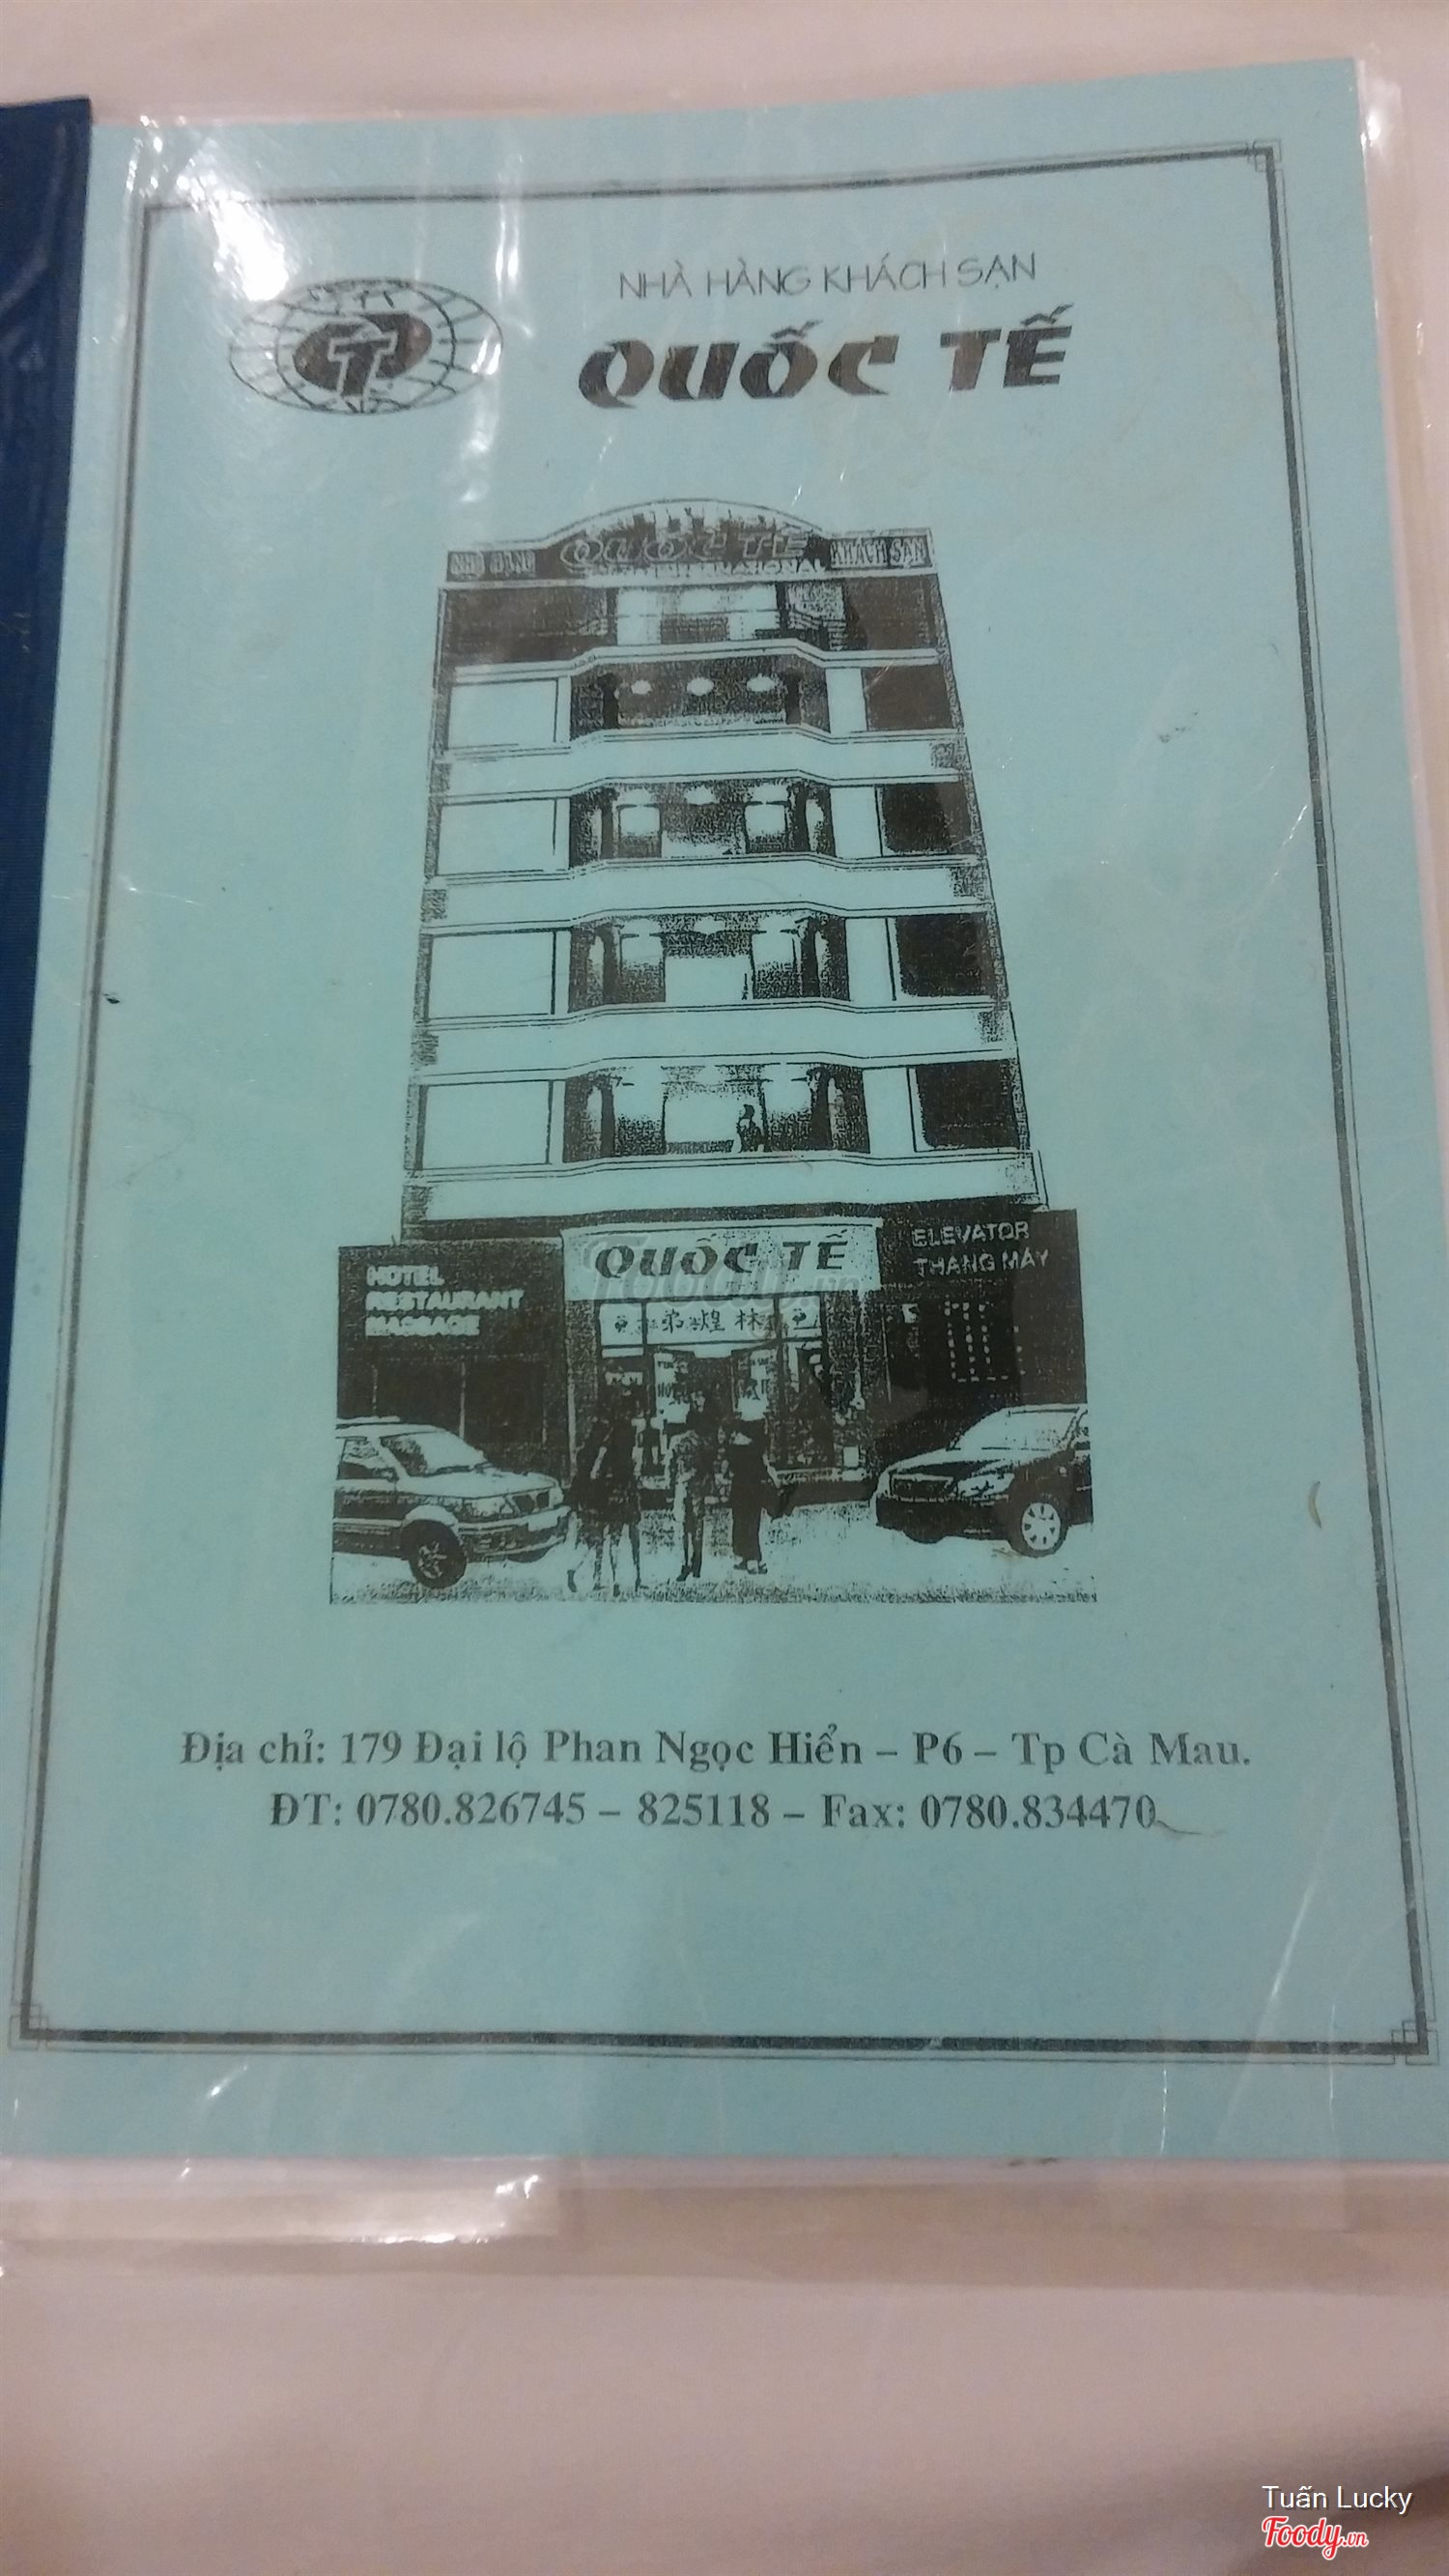 NHÀ HÀNG KHÁCH SẠN
QT
QUỐC TẾ
QUỐC TẾ
KHÁCH SẠN
QUỐC TẾ
ELEVATOR
THANG MÁY
HOTEL
RESTAURANT
MASSAGE
Địa chỉ: 179 Đại lộ Phan Ngọc Hiển – P6 – Tp Cà Mau.
ĐT: 0780.826745 – 825118 – Fax: 0780.834470
Tuấn Lucky
Foody.vn